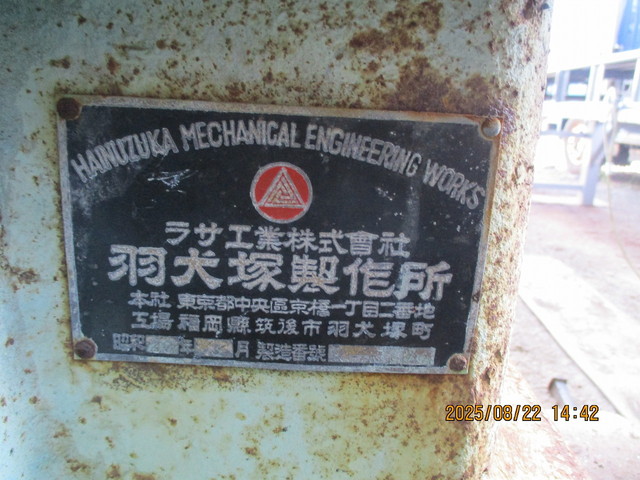 HAINUZUKA MECHANICAL ENGINEERING WORKS
ラサ工業株式會社
羽犬塚製作所
本社 東京都中央區京橋一丁目二番地
工場 福岡縣筑後市羽犬塚町
昭和 年 月 製造番號
2025/08/22 14:42